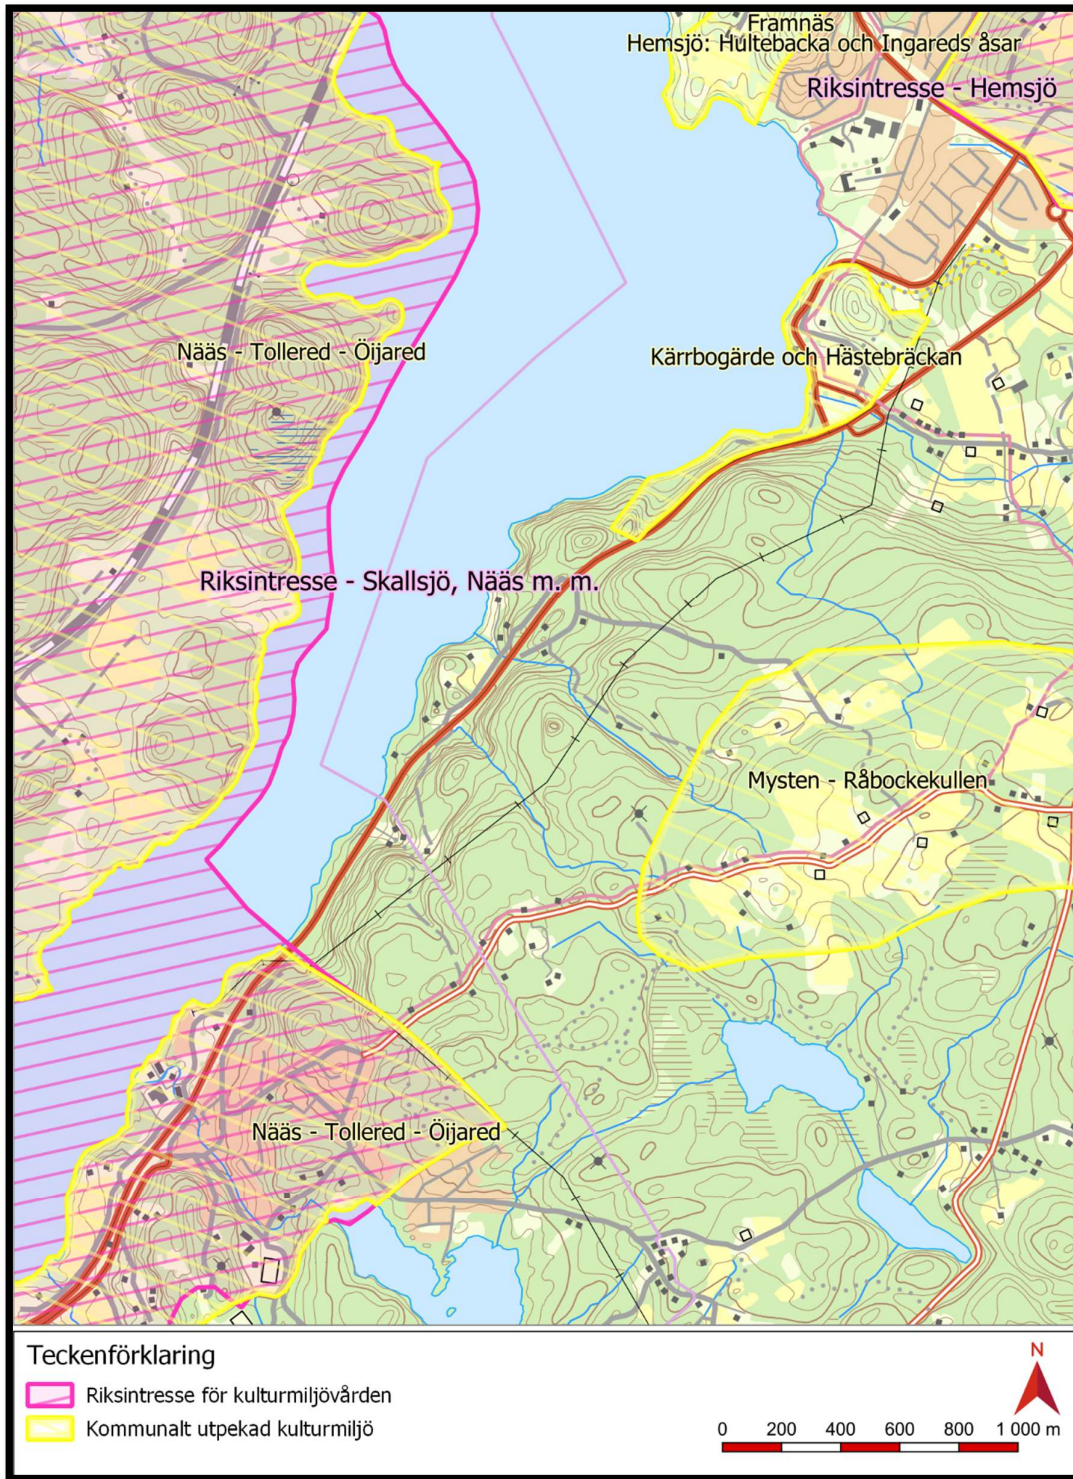 Framnäs
Hemsjö: Hultebacka och Ingareds åsar
Riksintresse - Hemsjö
Nääs - Tollered - Öijared
Kärrbogärde och Hästebräckan
Riksintresse - Skallsjö, Nääs m. m.
Mysten - Råbockekullen
Nääs - Tollered - Öijared
Teckenförklaring
Riksintresse för kulturmiljövården
Kommunalt utpekad kulturmiljö
N
0 200 400 600 800 1 000 m